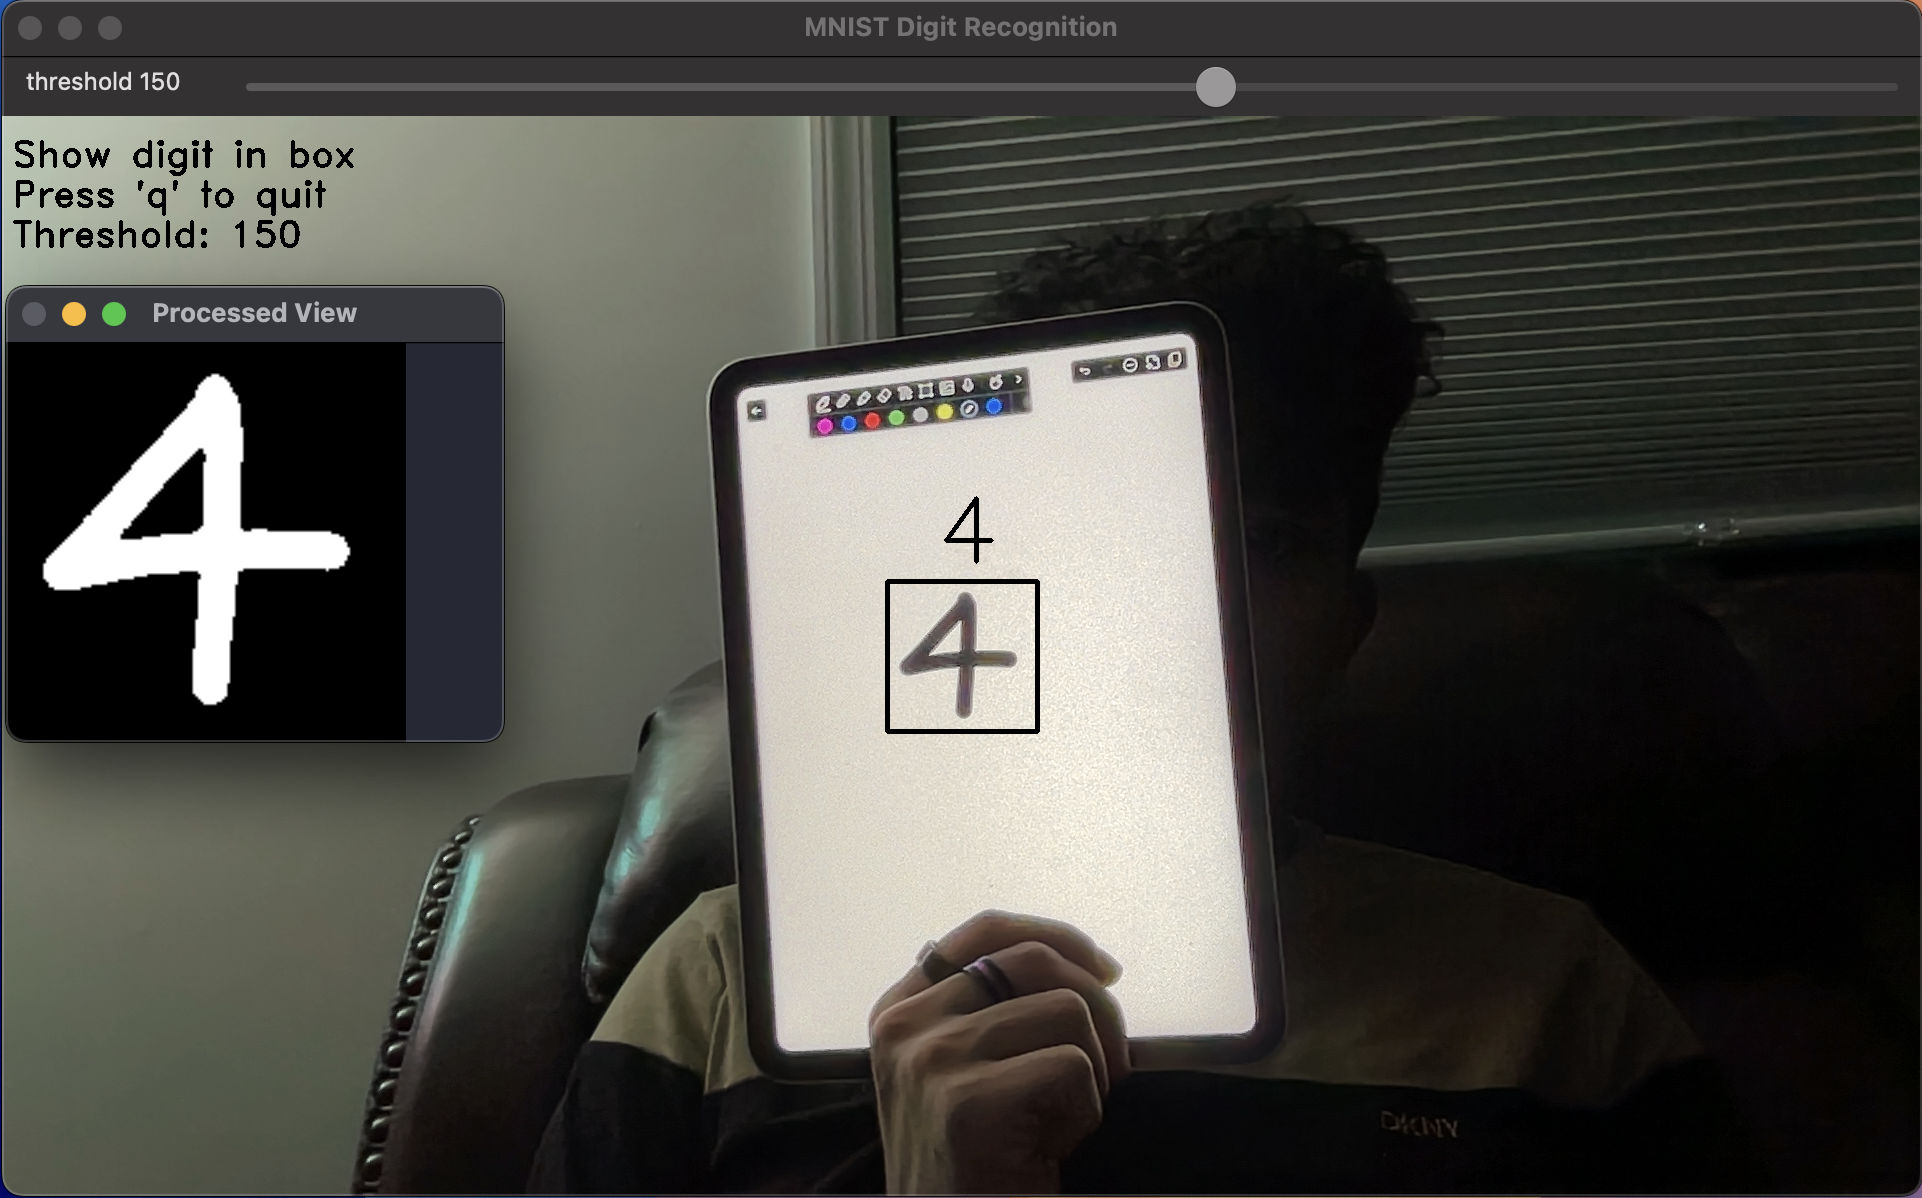 MNIST Digit Recognition
threshold 150
Show digit in box
Press 'q' to quit
Threshold: 150
Processed View
4
4
4
DKNY